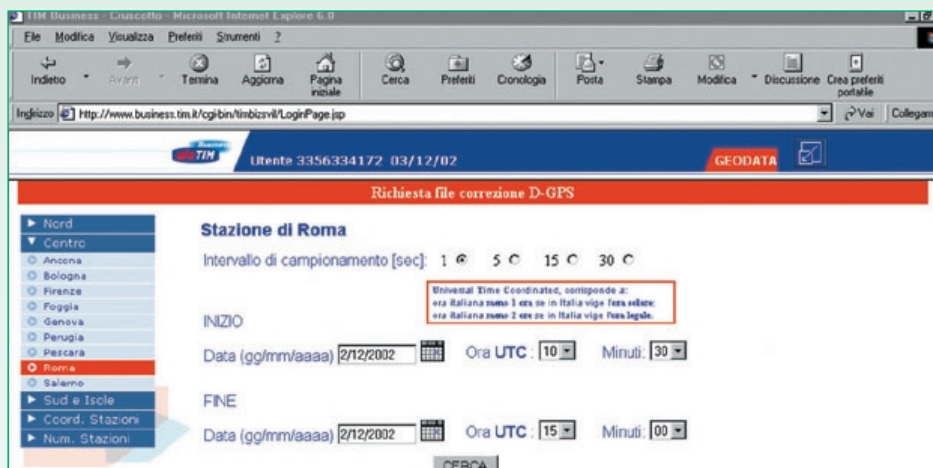 TIM Business - Cruscotto - Microsoft Internet Explore 6.0
File Modifica Visualizza Preferiti Strumenti ?
Indietro Avanti Termina Aggiorna Pagina iniziale Cerca Preferiti Cronologia Posta Stampa Modifica Discussione Crea preferiti portatile
Indirizzo http://www.business.tim.it/cgi-bin/timbizsvil/LoginPage.jsp Vai Collegam
Business TIM Utente 3356334172 03/12/02 GEODATA
Richiesta file correzione D-GPS
Nord
Centro
Ancona
Bologna
Firenze
Foggia
Genova
Perugia
Pescara
Roma
Salerno
Sud e Isole
Coord. Stazioni
Num. Stazioni
Stazione di Roma
Intervallo di campionamento [sec]: 1 5 15 30
Universal Time Coordinated, corrisponde a:
ora italiana meno 1 ora se in Italia vige l'ora solare;
ora italiana meno 2 ore se in Italia vige l'ora legale.
INIZIO
Data (gg/mm/aaaa) 2/12/2002 Ora UTC : 10 Minuti: 30
FINE
Data (gg/mm/aaaa) 2/12/2002 Ora UTC : 15 Minuti: 00
CERCA